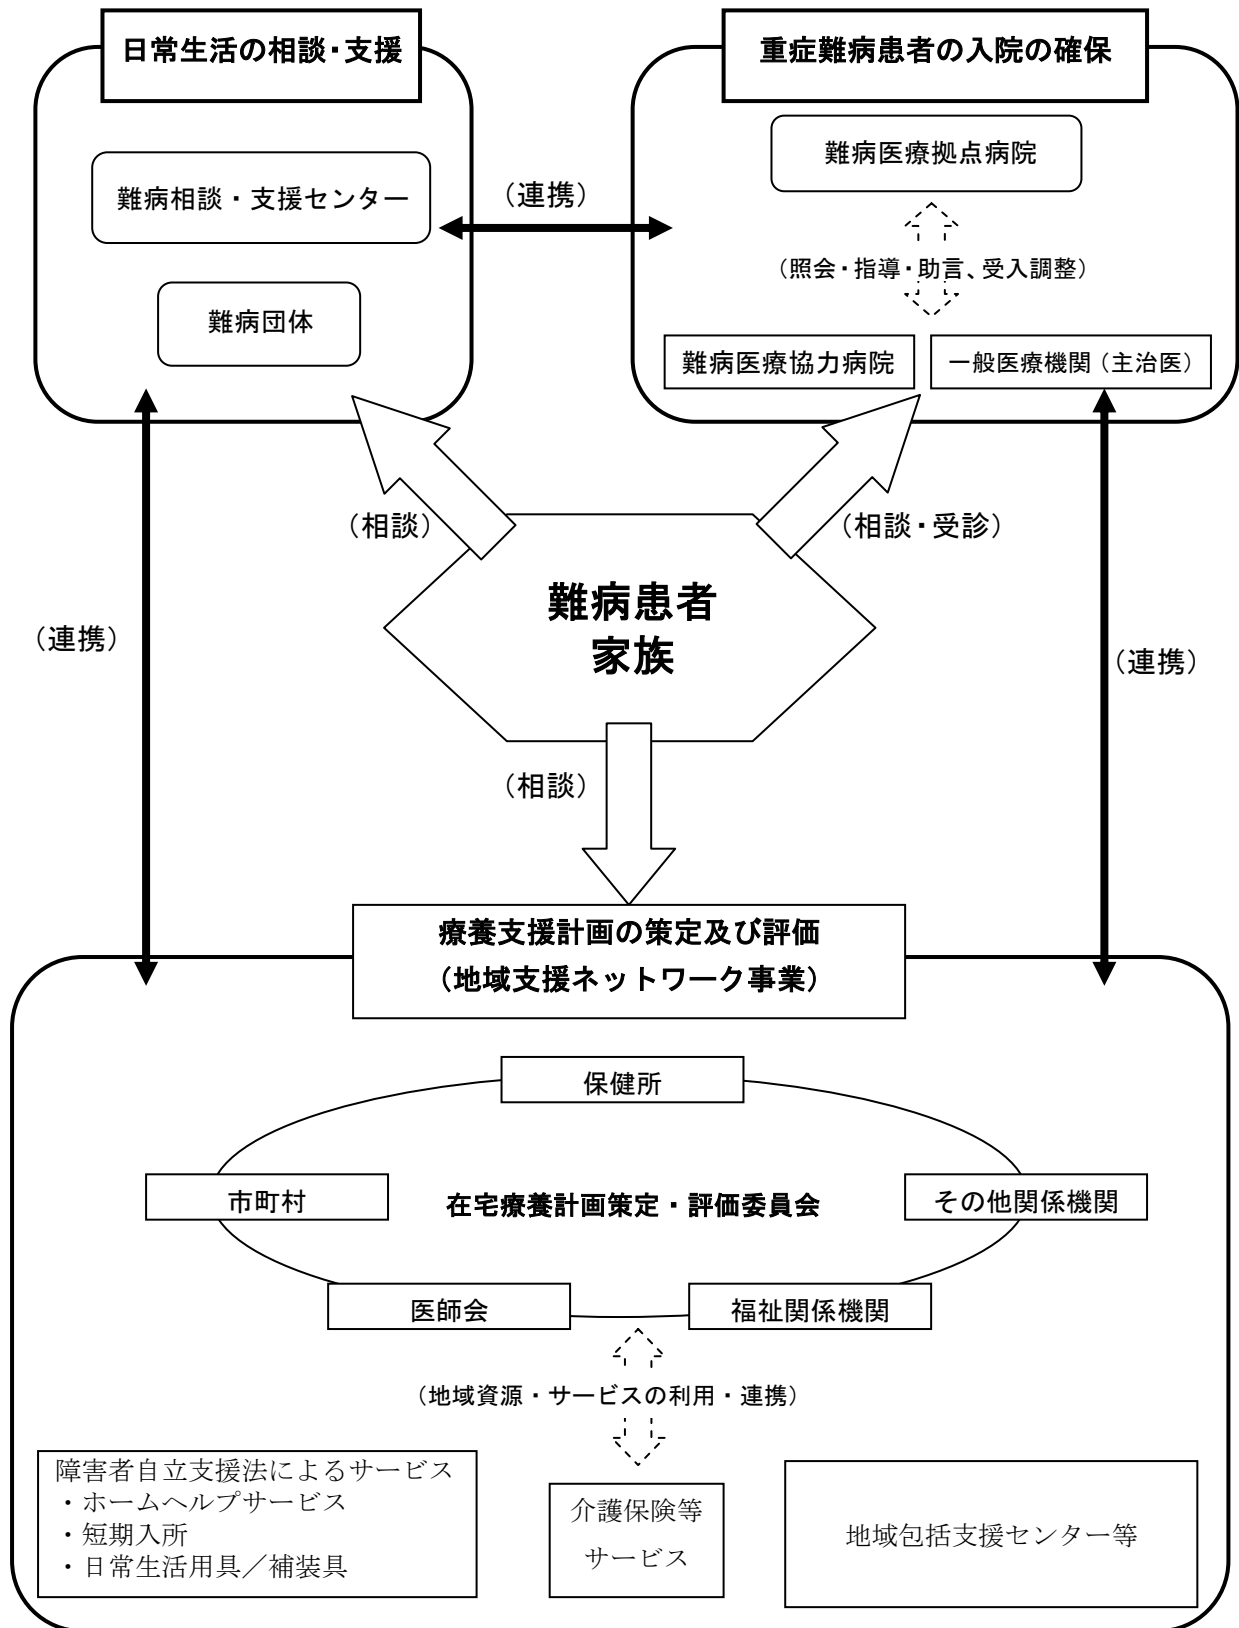 日常生活の相談・支援
重症難病患者の入院の確保
難病医療拠点病院
難病相談・支援センター
（連携）
（照会・指導・助言、受入調整）
難病団体
難病医療協力病院
一般医療機関（主治医）
（相談）
（相談・受診）
難病患者
家族
（連携）
（連携）
（相談）
療養支援計画の策定及び評価
（地域支援ネットワーク事業）
保健所
市町村
在宅療養計画策定・評価委員会
その他関係機関
医師会
福祉関係機関
（地域資源・サービスの利用・連携）
障害者自立支援法によるサービス
・ホームヘルプサービス
・短期入所
・日常生活用具／補装具
介護保険等
サービス
地域包括支援センター等